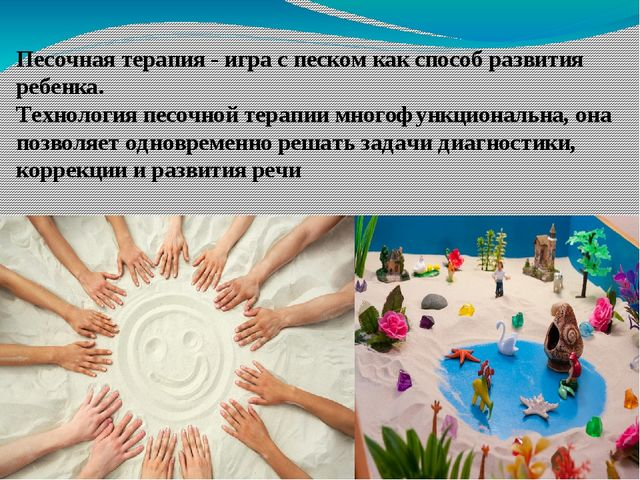 Песочная терапия - игра с песком как способ развития
ребенка.
Технология песочной терапии многофункциональна, она
позволяет одновременно решать задачи диагностики,
коррекции и развития речи